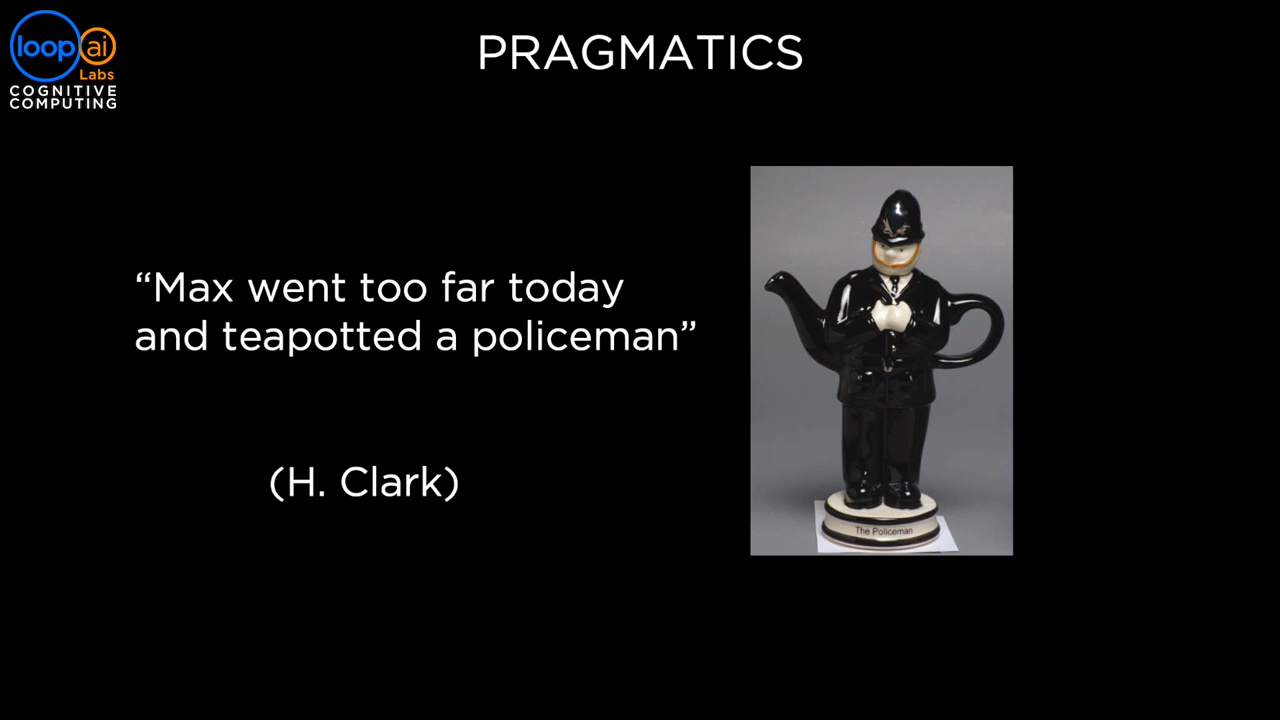 loop ai
Labs
COGNITIVE
COMPUTING
PRAGMATICS
“Max went too far today
and teapotted a policeman”
(H. Clark)
The Policeman